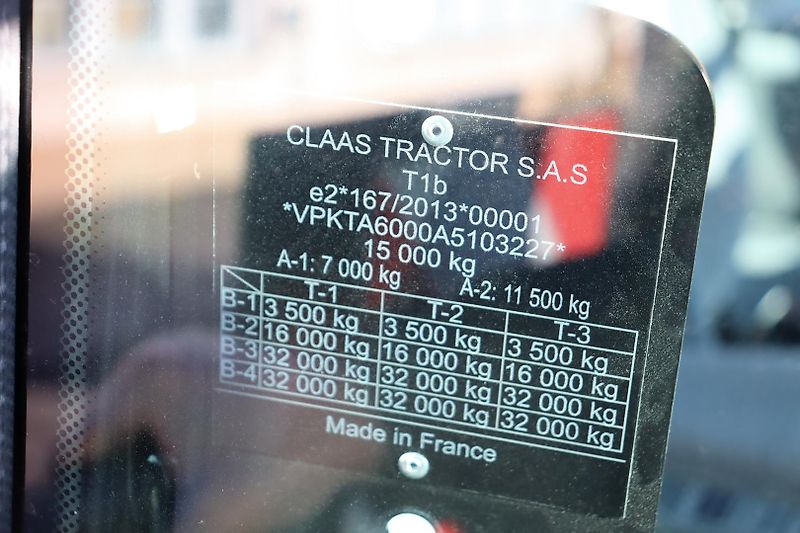 CLAAS TRACTOR S.A.S
T1b
e2*167/2013*00001
*VPKTA6000A5103227*
15 000 kg
A-1: 7 000 kg A-2: 11 500 kg
T-1 T-2 T-3
B-1 3 500 kg 3 500 kg 3 500 kg
B-2 16 000 kg 16 000 kg 16 000 kg
B-3 32 000 kg 32 000 kg 32 000 kg
B-4 32 000 kg 32 000 kg 32 000 kg
Made in France